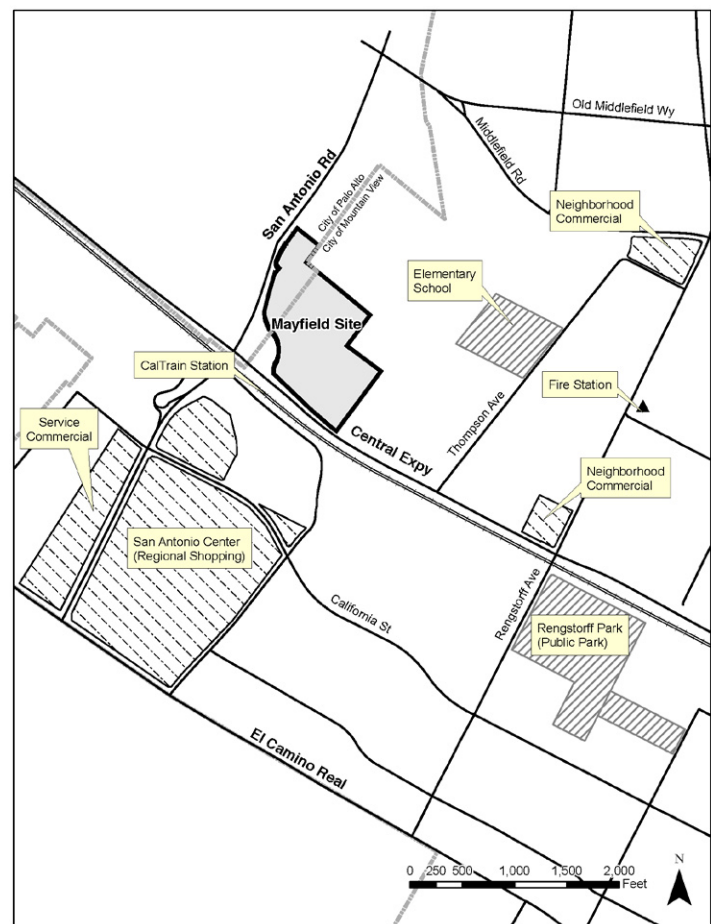 Old Middlefield Wy
Middlefield Rd
San Antonio Rd
City of Palo Alto
City of Mountain View
Neighborhood
Commercial
Elementary
School
Mayfield Site
CalTrain Station
Fire Station
Thompson Ave
Service
Commercial
Central Expy
Neighborhood
Commercial
San Antonio Center
(Regional Shopping)
California St
Rengstorff Ave
Rengstorff Park
(Public Park)
El Camino Real
N
0 250 500 1,000 1,500 2,000
Feet